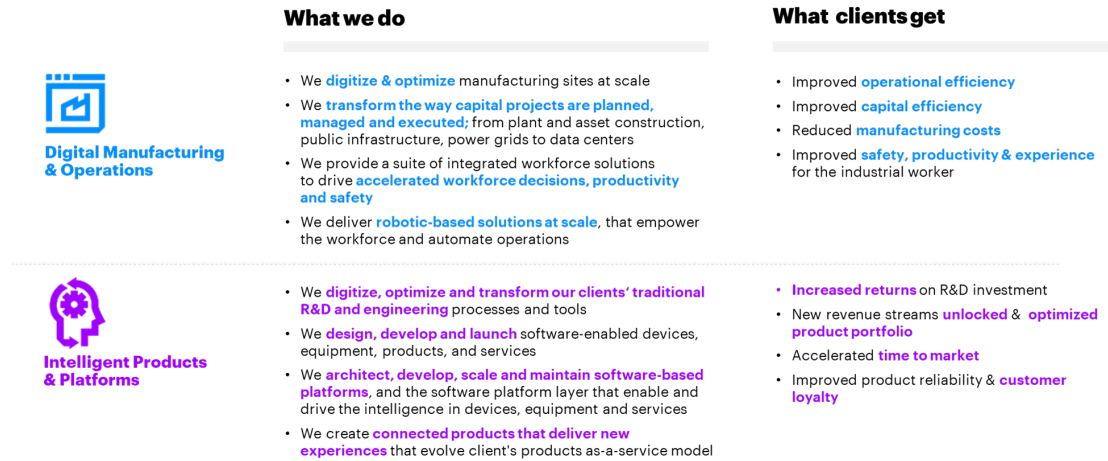 What we do
What clients get
Digital Manufacturing
& Operations
• We digitize & optimize manufacturing sites at scale
• We transform the way capital projects are planned,
managed and executed; from plant and asset construction,
public infrastructure, power grids to data centers
• We provide a suite of integrated workforce solutions
to drive accelerated workforce decisions, productivity
and safety
• We deliver robotic-based solutions at scale, that empower
the workforce and automate operations
• Improved operational efficiency
• Improved capital efficiency
• Reduced manufacturing costs
• Improved safety, productivity & experience
for the industrial worker
Intelligent Products
& Platforms
• We digitize, optimize and transform our clients‘ traditional
R&D and engineering processes and tools
• We design, develop and launch software-enabled devices,
equipment, products, and services
• We architect, develop, scale and maintain software-based
platforms, and the software platform layer that enable and
drive the intelligence in devices, equipment and services
• We create connected products that deliver new
experiences that evolve client's products as-a-service model
• Increased returns on R&D investment
• New revenue streams unlocked & optimized
product portfolio
• Accelerated time to market
• Improved product reliability & customer
loyalty